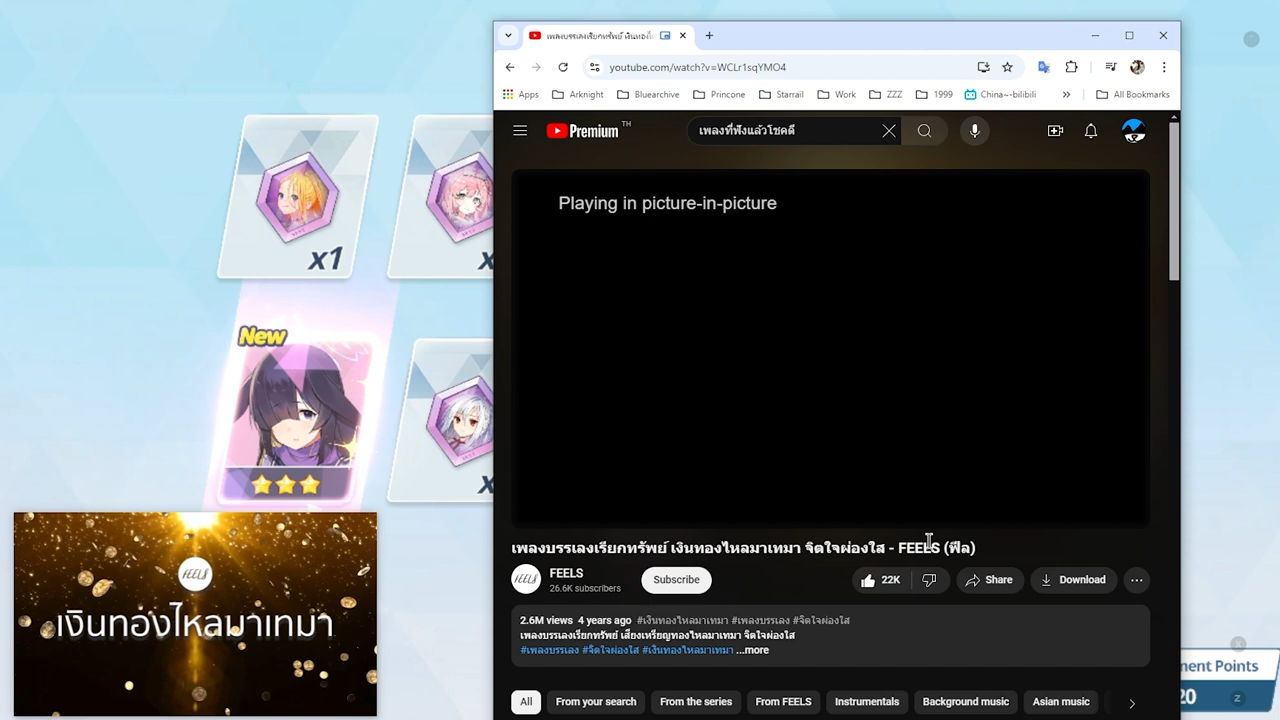 เพลงบรรเลงเรียกทรัพย์ เงินทองไ
youtube.com/watch?v=WCLr1sqYMO4
Apps Arknight Bluearchive Princone Starrail Work ZZZ 1999 China~-bilibili » All Bookmarks
Premium TH
เพลงที่ฟังแล้วโชคดี
Playing in picture-in-picture
x1
x
New
x
เพลงบรรเลงเรียกทรัพย์ เงินทองไหลมาเทมา จิตใจผ่องใส - FEELS (ฟีล)
FEELS
26.6K subscribers
Subscribe
22K
Share
Download
2.6M views 4 years ago #เงินทองไหลมาเทมา #เพลงบรรเลง #จิตใจผ่องใส
เพลงบรรเลงเรียกทรัพย์ เสียงเหรียญทองไหลมาเทมา จิตใจผ่องใส
#เพลงบรรเลง #จิตใจผ่องใส #เงินทองไหลมาเทมา ...more
All From your search From the series From FEELS Instrumentals Background music Asian music
FEELS
เงินทองไหลมาเทมา
ment Points
20
X
Z